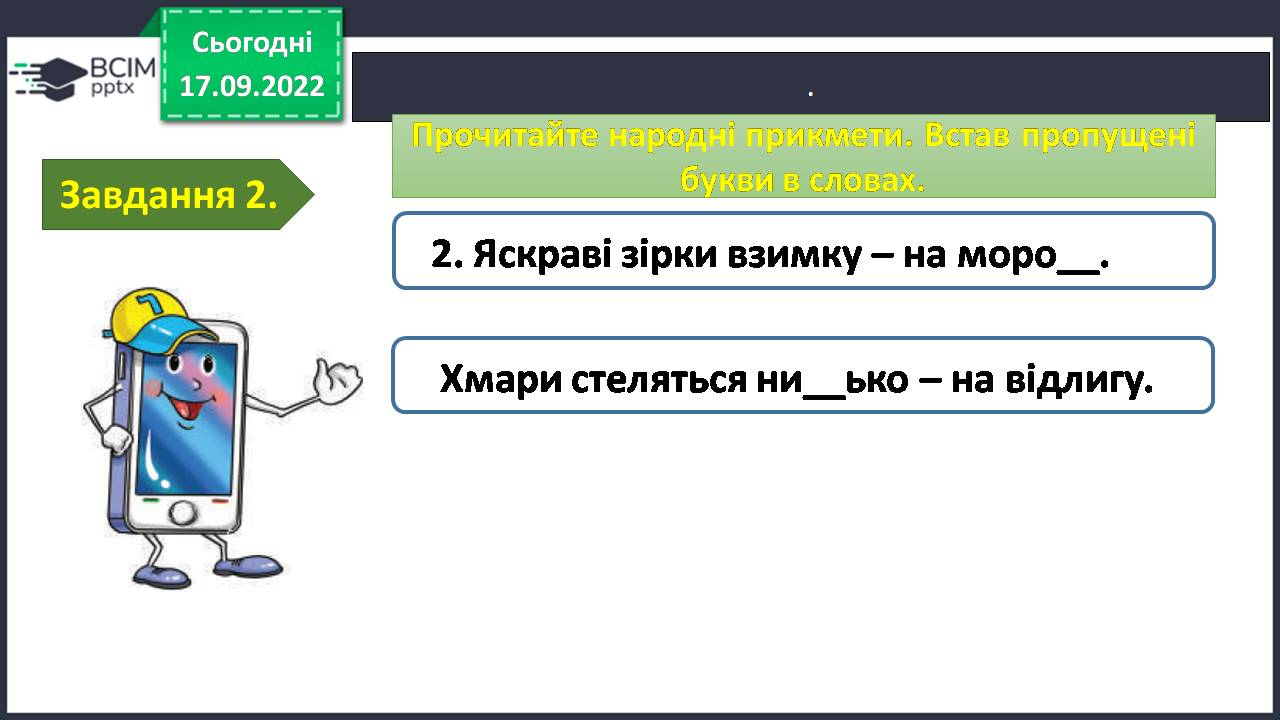 Сьогодні
17.09.2022
BCIM
pptx
.
Прочитайте народні прикмети. Встав пропущені
букви в словах.
Завдання 2.
2. Яскраві зірки взимку – на моро__.
Хмари стеляться ни__ько – на відлигу.